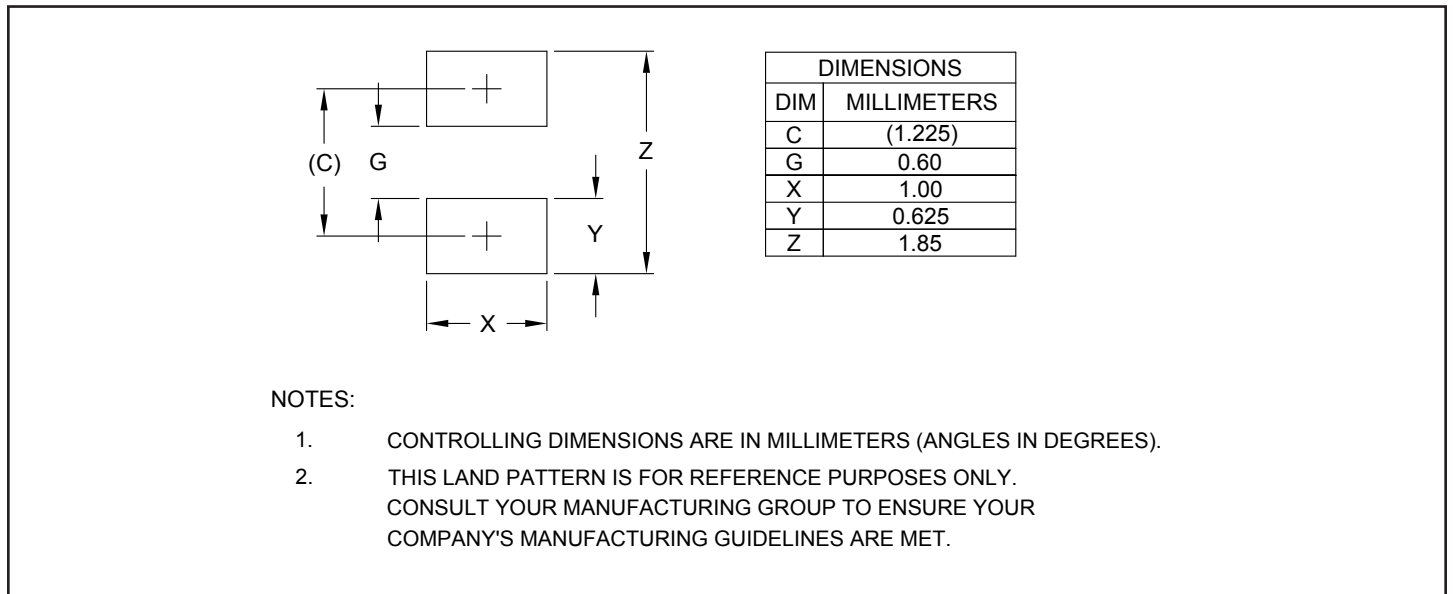 (C)
G
Z
Y
X
DIMENSIONS
DIM MILLIMETERS
C (1.225)
G 0.60
X 1.00
Y 0.625
Z 1.85
NOTES:
1. CONTROLLING DIMENSIONS ARE IN MILLIMETERS (ANGLES IN DEGREES).
2. THIS LAND PATTERN IS FOR REFERENCE PURPOSES ONLY.
CONSULT YOUR MANUFACTURING GROUP TO ENSURE YOUR
COMPANY'S MANUFACTURING GUIDELINES ARE MET.